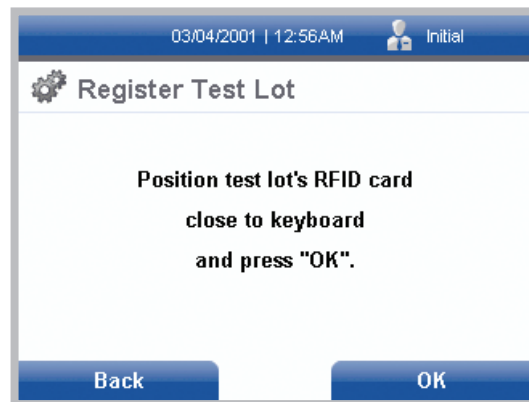 03/04/2001 | 12:56AM Initial
Register Test Lot
Position test lot's RFID card
close to keyboard
and press "OK".
Back OK